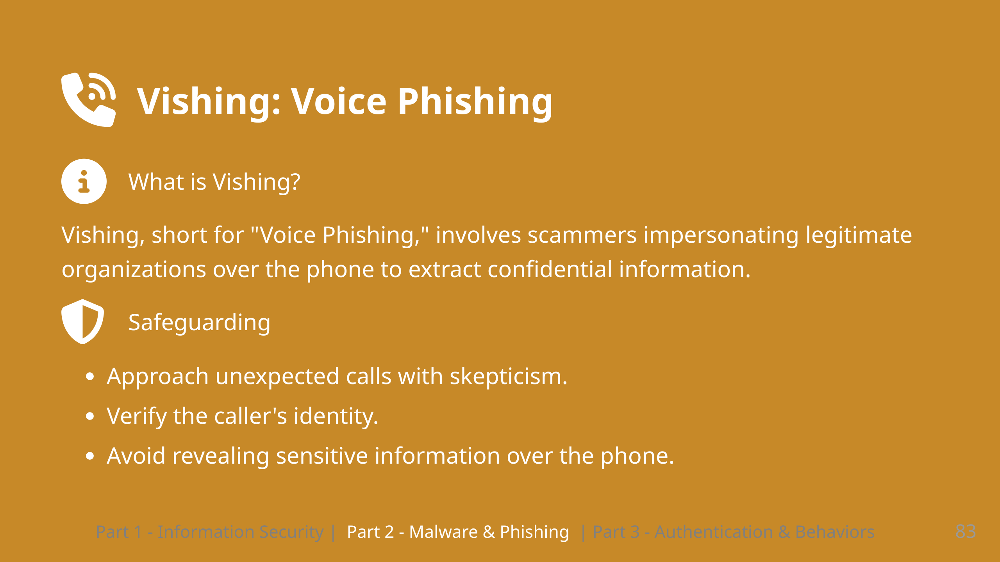 Vishing: Voice Phishing
What is Vishing?
Vishing, short for "Voice Phishing," involves scammers impersonating legitimate
organizations over the phone to extract confidential information.
Safeguarding
• Approach unexpected calls with skepticism.
• Verify the caller's identity.
• Avoid revealing sensitive information over the phone.
Part 1 - Information Security | Part 2 - Malware & Phishing | Part 3 - Authentication & Behaviors 83